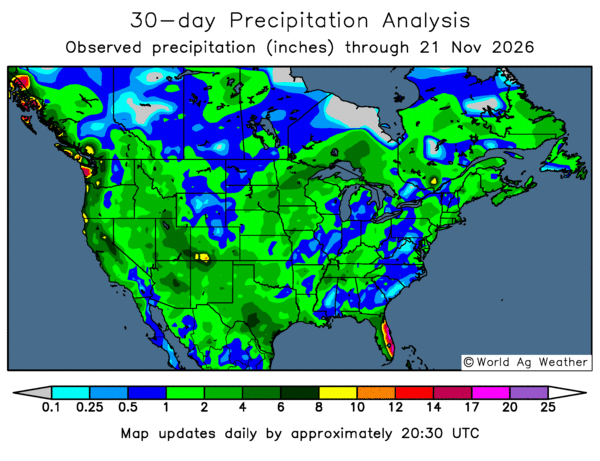 30-day Precipitation Analysis
Observed precipitation (inches) through 21 Nov 2026
© World Ag Weather
0.1 0.25 0.5 1 2 4 6 8 10 12 14 17 20 25
Map updates daily by approximately 20:30 UTC